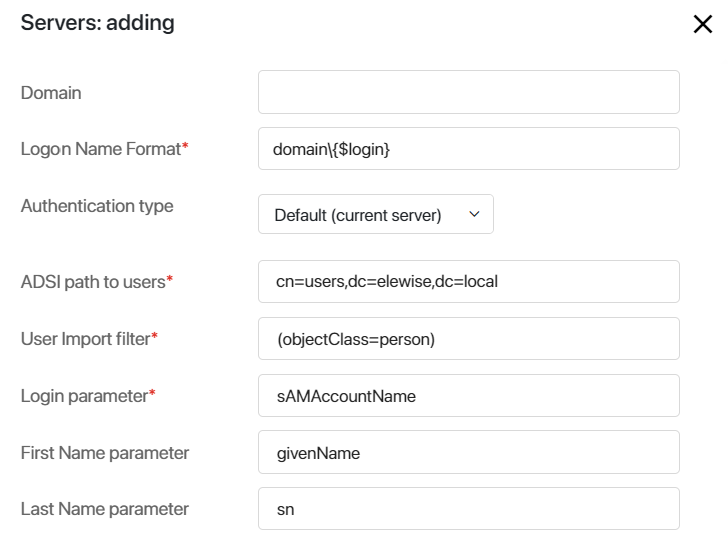 Servers: adding
Domain
Logon Name Format*
domain\{$login}
Authentication type
Default (current server)
ADSI path to users*
cn=users,dc=elewise,dc=local
User Import filter*
(objectClass=person)
Login parameter*
sAMAccountName
First Name parameter
givenName
Last Name parameter
sn